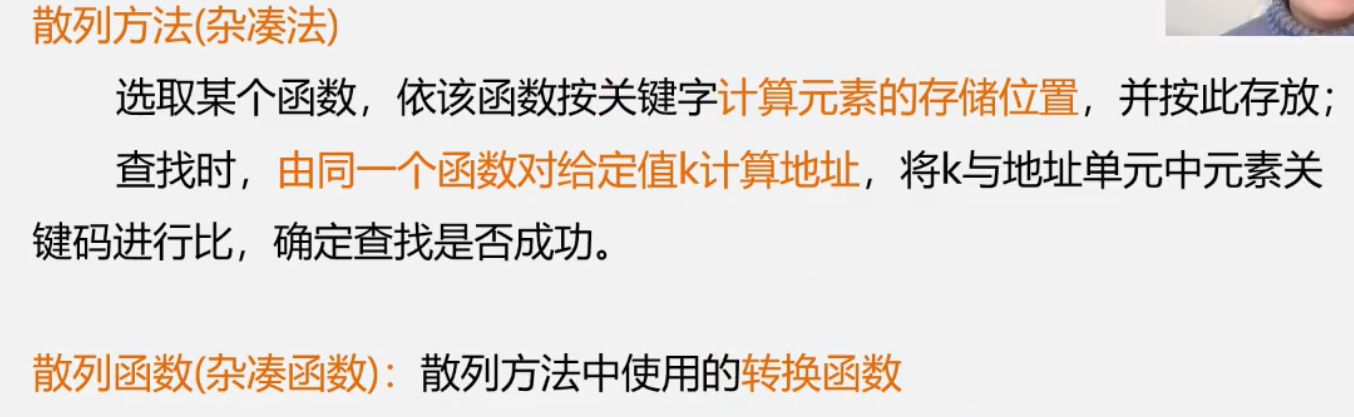 散列方法(杂凑法)
选取某个函数，依该函数按关键字计算元素的存储位置，并按此存放；
查找时，由同一个函数对给定值k计算地址，将k与地址单元中元素关
键码进行比，确定查找是否成功。
散列函数(杂凑函数)：散列方法中使用的转换函数